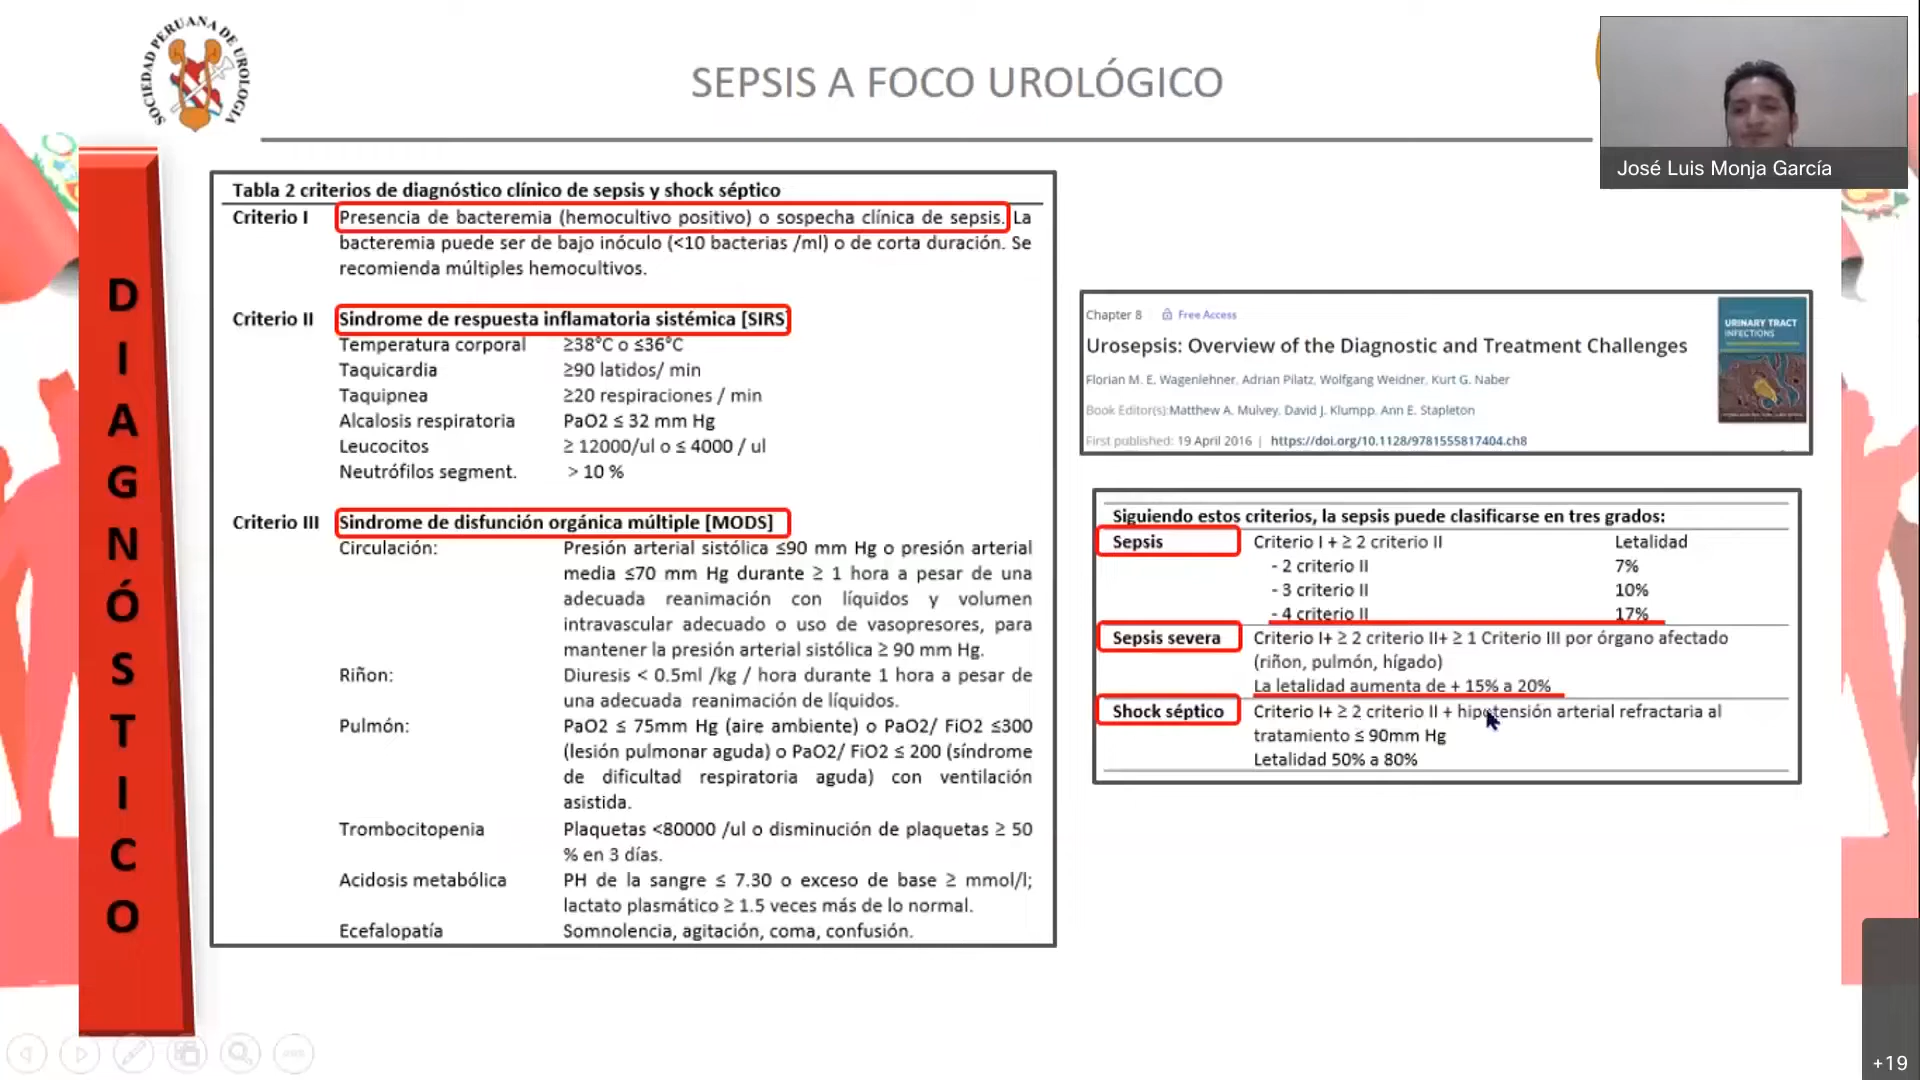 SOCIEDAD PERUANA DE UROLOGÍA
SEPSIS A FOCO UROLÓGICO
José Luis Monja García
DIAGNÓSTICO
Tabla 2 criterios de diagnóstico clínico de sepsis y shock séptico
Criterio I Presencia de bacteremia (hemocultivo positivo) o sospecha clínica de sepsis. La
bacteremia puede ser de bajo inóculo (<10 bacterias /ml) o de corta duración. Se
recomienda múltiples hemocultivos.
Criterio II Sindrome de respuesta inflamatoria sistémica [SIRS]
Temperatura corporal ≥38°C o ≤36°C
Taquicardia ≥90 latidos/ min
Taquipnea ≥20 respiraciones / min
Alcalosis respiratoria PaO2 ≤ 32 mm Hg
Leucocitos ≥ 12000/ul o ≤ 4000 / ul
Neutrófilos segment. > 10 %
Criterio III Sindrome de disfunción orgánica múltiple [MODS]
Circulación: Presión arterial sistólica ≤90 mm Hg o presión arterial
media ≤70 mm Hg durante ≥ 1 hora a pesar de una
adecuada reanimación con líquidos y volumen
intravascular adecuado o uso de vasopresores, para
mantener la presión arterial sistólica ≥ 90 mm Hg.
Riñon: Diuresis < 0.5ml /kg / hora durante 1 hora a pesar de
una adecuada reanimación de líquidos.
Pulmón: PaO2 ≤ 75mm Hg (aire ambiente) o PaO2/ FiO2 ≤300
(lesión pulmonar aguda) o PaO2/ FiO2 ≤ 200 (síndrome
de dificultad respiratoria aguda) con ventilación
asistida.
Trombocitopenia Plaquetas <80000 /ul o disminución de plaquetas ≥ 50
% en 3 días.
Acidosis metabólica PH de la sangre ≤ 7.30 o exceso de base ≥ mmol/l;
lactato plasmático ≥ 1.5 veces más de lo normal.
Ecefalopatía Somnolencia, agitación, coma, confusión.
Chapter 8 Free Access
Urosepsis: Overview of the Diagnostic and Treatment Challenges
Florian M. E. Wagenlehner, Adrian Pilatz, Wolfgang Weidner, Kurt G. Naber
Book Editor(s):Matthew A. Mulvey, David J. Klumpp, Ann E. Stapleton
First published: 19 April 2016 | https://doi.org/10.1128/9781555817404.ch8
URINARY TRACT
INFECTIONS
Siguiendo estos criterios, la sepsis puede clasificarse en tres grados:
Sepsis Criterio I + ≥ 2 criterio II Letalidad
- 2 criterio II 7%
- 3 criterio II 10%
- 4 criterio II 17%
Sepsis severa Criterio I+ ≥ 2 criterio II+ ≥ 1 Criterio III por órgano afectado
(riñon, pulmón, hígado)
La letalidad aumenta de + 15% a 20%
Shock séptico Criterio I+ ≥ 2 criterio II + hipotensión arterial refractaria al
tratamiento ≤ 90mm Hg
Letalidad 50% a 80%
+19